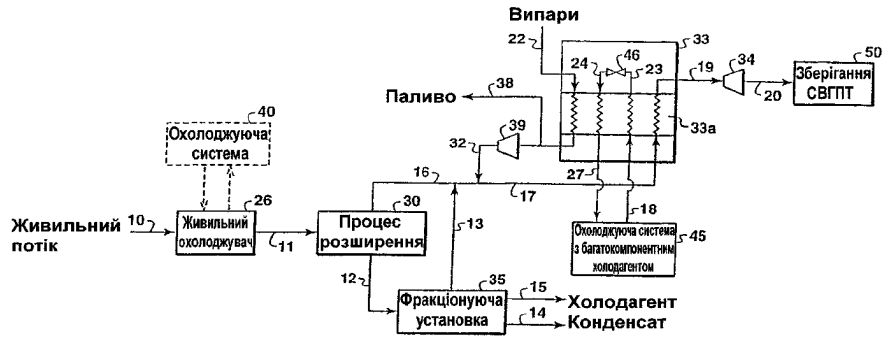 Випари
22
24
46
23
33
19
34
20
50
Зберігання
СВГПТ
38
Паливо
40
Охолоджуюча
система
39
32
33a
16
27
17
18
Живильний
потік
10
26
Живильний
охолоджувач
11
30
Процес
розширення
13
Охолоджуюча система
з багатокомпонентним
холодагентом
45
12
35
Фракціонуюча
установка
15
Холодагент
14
Конденсат